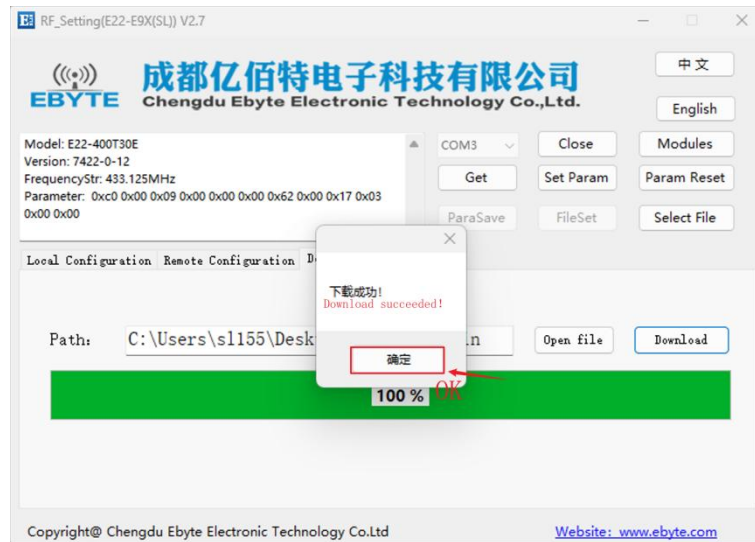 RF_Setting(E22-E9X(SL)) V2.7
EBYTE
成都亿佰特电子科技有限公司
Chengdu Ebyte Electronic Technology Co.,Ltd.
中文
English
Model: E22-400T30E
Version: 7422-0-12
FrequencyStr: 433.125MHz
Parameter: 0xc0 0x00 0x09 0x00 0x00 0x00 0x62 0x00 0x17 0x03
0x00 0x00
COM3
Close
Modules
Get
Set Param
Param Reset
ParaSave
FileSet
Select File
Local Configuration
Remote Configuration
下载成功!
Download succeeded!
确定
OK
Path:
C:\Users\sl155\Desk
Open file
Download
100 %
Copyright@ Chengdu Ebyte Electronic Technology Co.Ltd
Website: www.ebyte.com